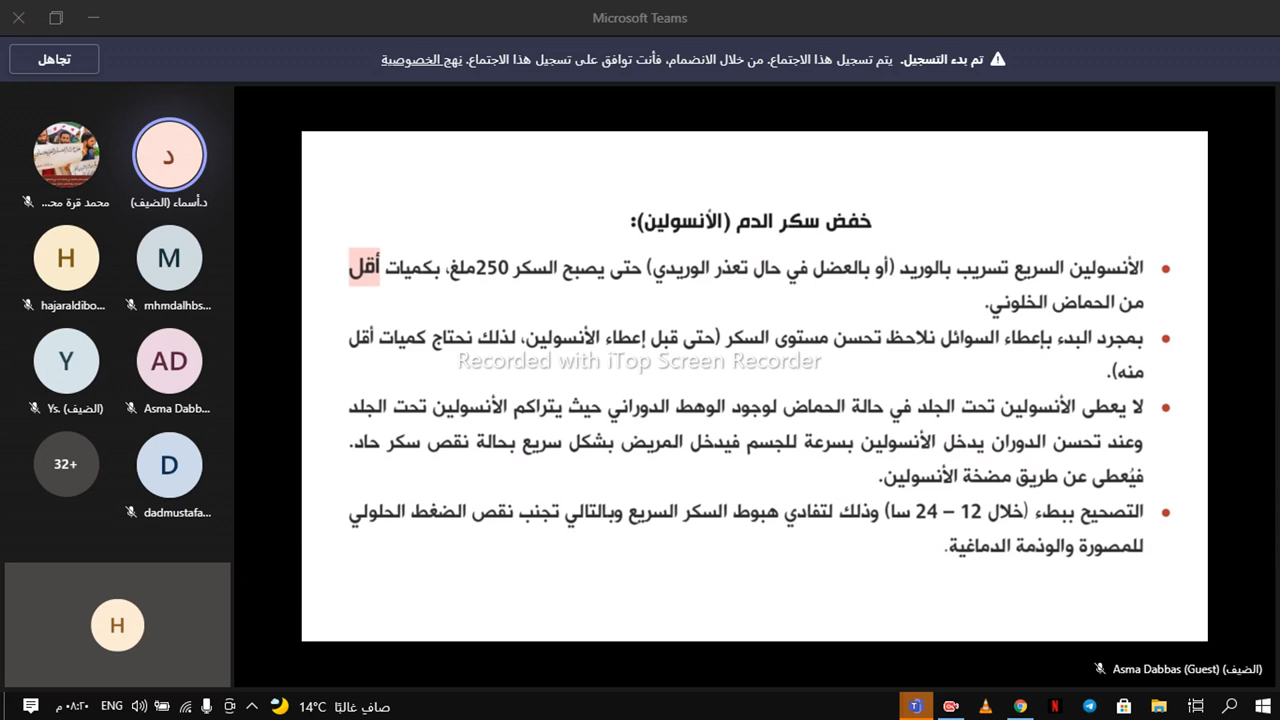 Microsoft Teams
تم بدء التسجيل. يتم تسجيل هذا الاجتماع. من خلال الانضمام، فأنت توافق على تسجيل هذا الاجتماع. نهج الخصوصية
تجاهل
د
د.أسماء (الضيف)
محمد قرة محـ...
M
mhmdalhbs...
H
hajaraldibo...
AD
Asma Dabb...
Y
Ys. (الضيف)
D
dadmustafa...
32+
H
خفض سكر الدم (الأنسولين):
• الأنسولين السريع تسريب بالوريد (أو بالعضل في حال تعذر الوريدي) حتى يصبح السكر 250ملغ، بكميات أقل
من الحماض الخلوني.
• بمجرد البدء بإعطاء السوائل نلاحظ تحسن مستوى السكر (حتى قبل إعطاء الأنسولين، لذلك نحتاج كميات أقل
منه).
Recorded with iTop Screen Recorder
• لا يعطى الأنسولين تحت الجلد في حالة الحماض لوجود الوهط الدوراني حيث يتراكم الأنسولين تحت الجلد
وعند تحسن الدوران يدخل الأنسولين بسرعة للجسم فيدخل المريض بشكل سريع بحالة نقص سكر حاد.
فيُعطى عن طريق مضخة الأنسولين.
• التصحيح ببطء (خلال 12 – 24 سا) وذلك لتفادي هبوط السكر السريع وبالتالي تجنب نقص الضغط الحلولي
للمصورة والوذمة الدماغية.
Asma Dabbas (Guest) (الضيف)
ENG
٠٨:٢٠ م
14°C صافٍ غالبًا